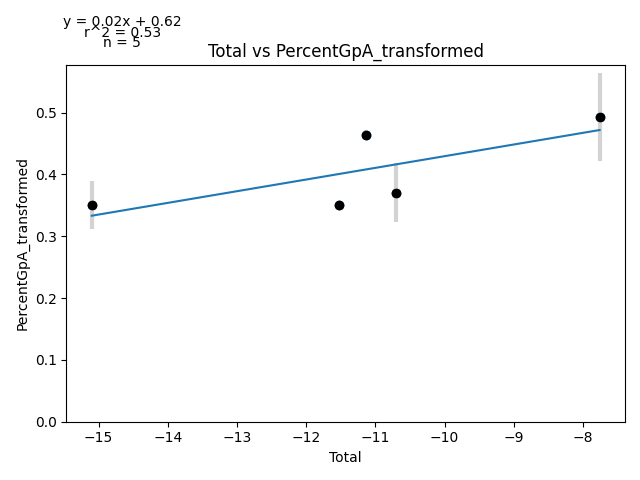 y = 0.02x + 0.62
r^2 = 0.53
n = 5
Total vs PercentGpA_transformed
PercentGpA_transformed
0.5
0.4
0.3
0.2
0.1
0.0
−15
−14
−13
−12
−11
−10
−9
−8
Total